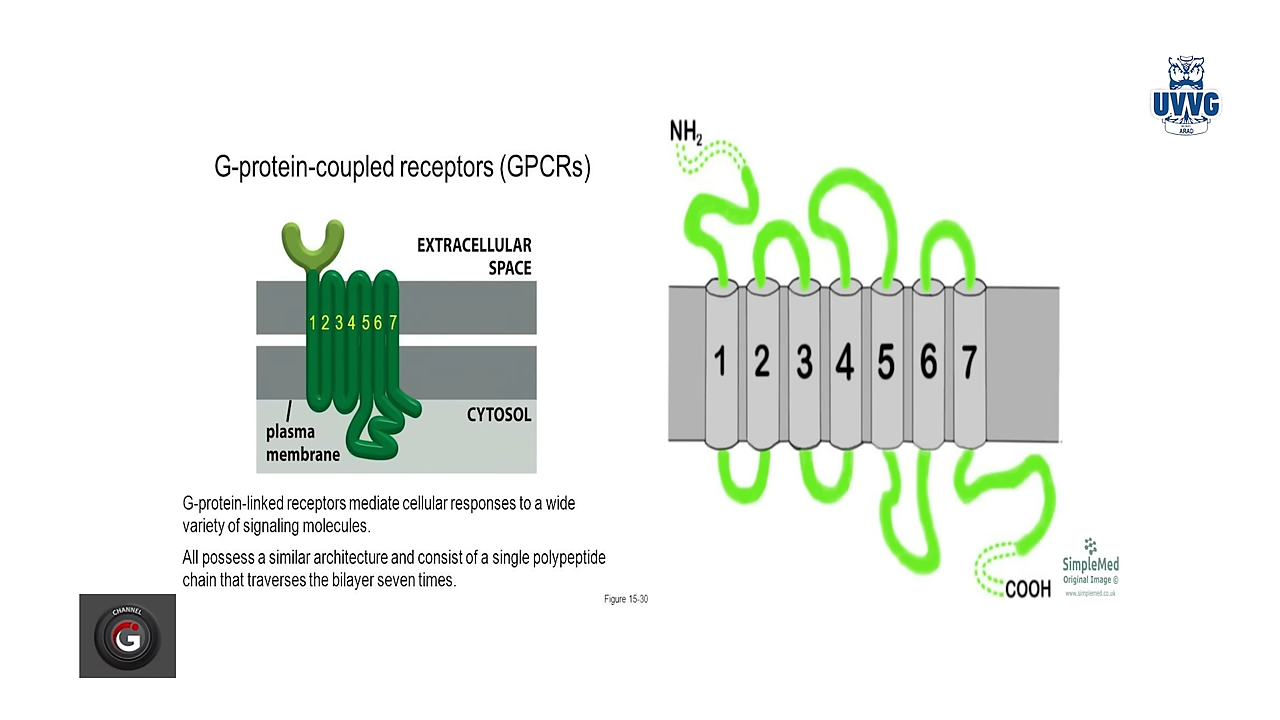 UVVG
ARAD
G-protein-coupled receptors (GPCRs)
EXTRACELLULAR
SPACE
1 2 3 4 5 6 7
CYTOSOL
plasma
membrane
G-protein-linked receptors mediate cellular responses to a wide
variety of signaling molecules.
All possess a similar architecture and consist of a single polypeptide
chain that traverses the bilayer seven times.
Figure 15-30
NH2
1 2 3 4 5 6 7
COOH
SimpleMed
Original Image ©
www.simplemed.co.uk
CHANNEL
G